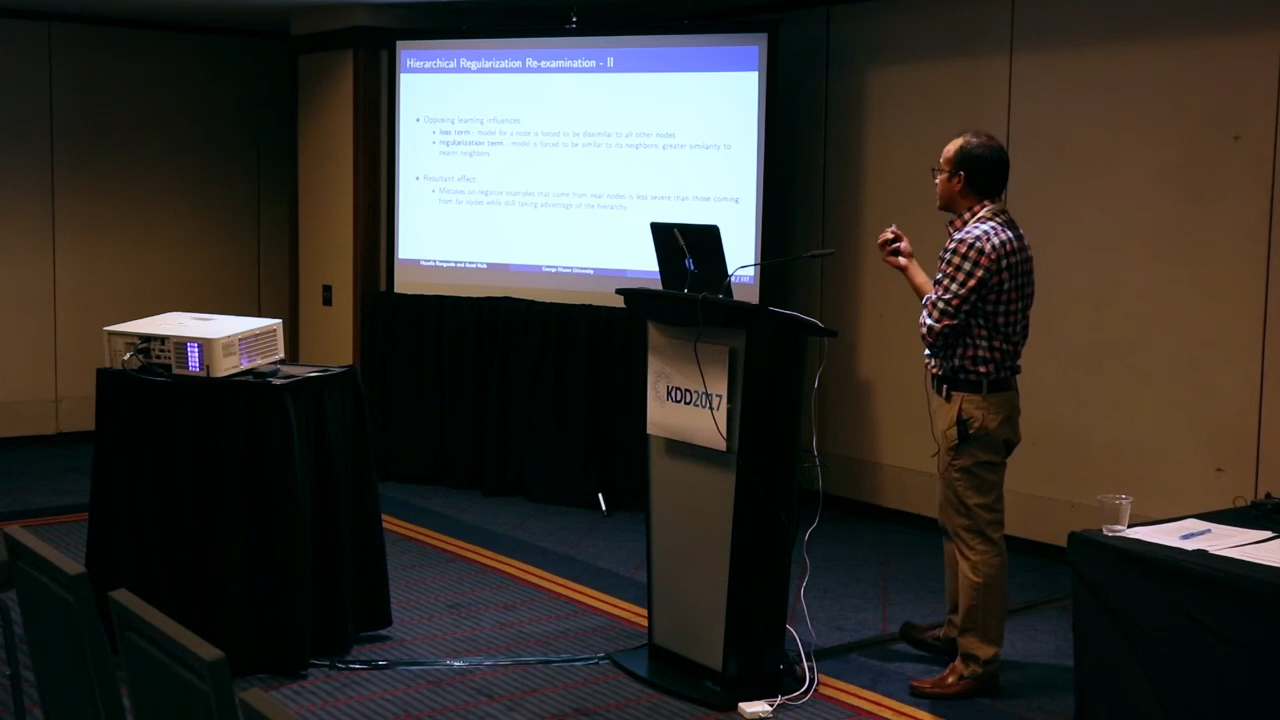 Hierarchical Regularization Re-examination - II
Opposing learning influences:
loss term - model for a node is forced to be dissimilar to all other nodes
regularization term - model is forced to be similar to its neighbors; greater similarity to
nearer neighbors
Resultant effect:
Mistakes on negative examples that come from near nodes is less severe than those coming
from far nodes while still taking advantage of the hierarchy
George Mason University
KDD2017